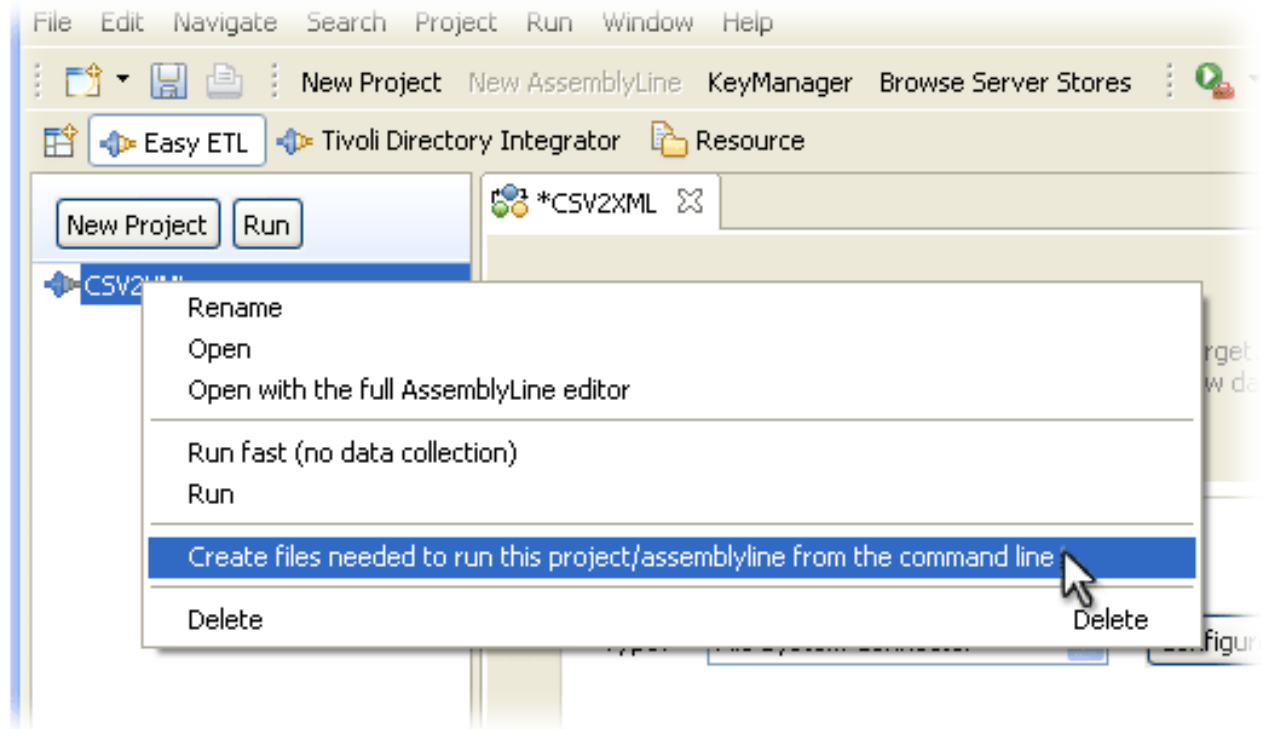 File Edit Navigate Search Project Run Window Help
New Project New AssemblyLine KeyManager Browse Server Stores
Easy ETL Tivoli Directory Integrator Resource
New Project Run
*CSV2XML
Rename
Open
Open with the full AssemblyLine editor
Run fast (no data collection)
Run
Create files needed to run this project/assemblyline from the command line
Delete Delete